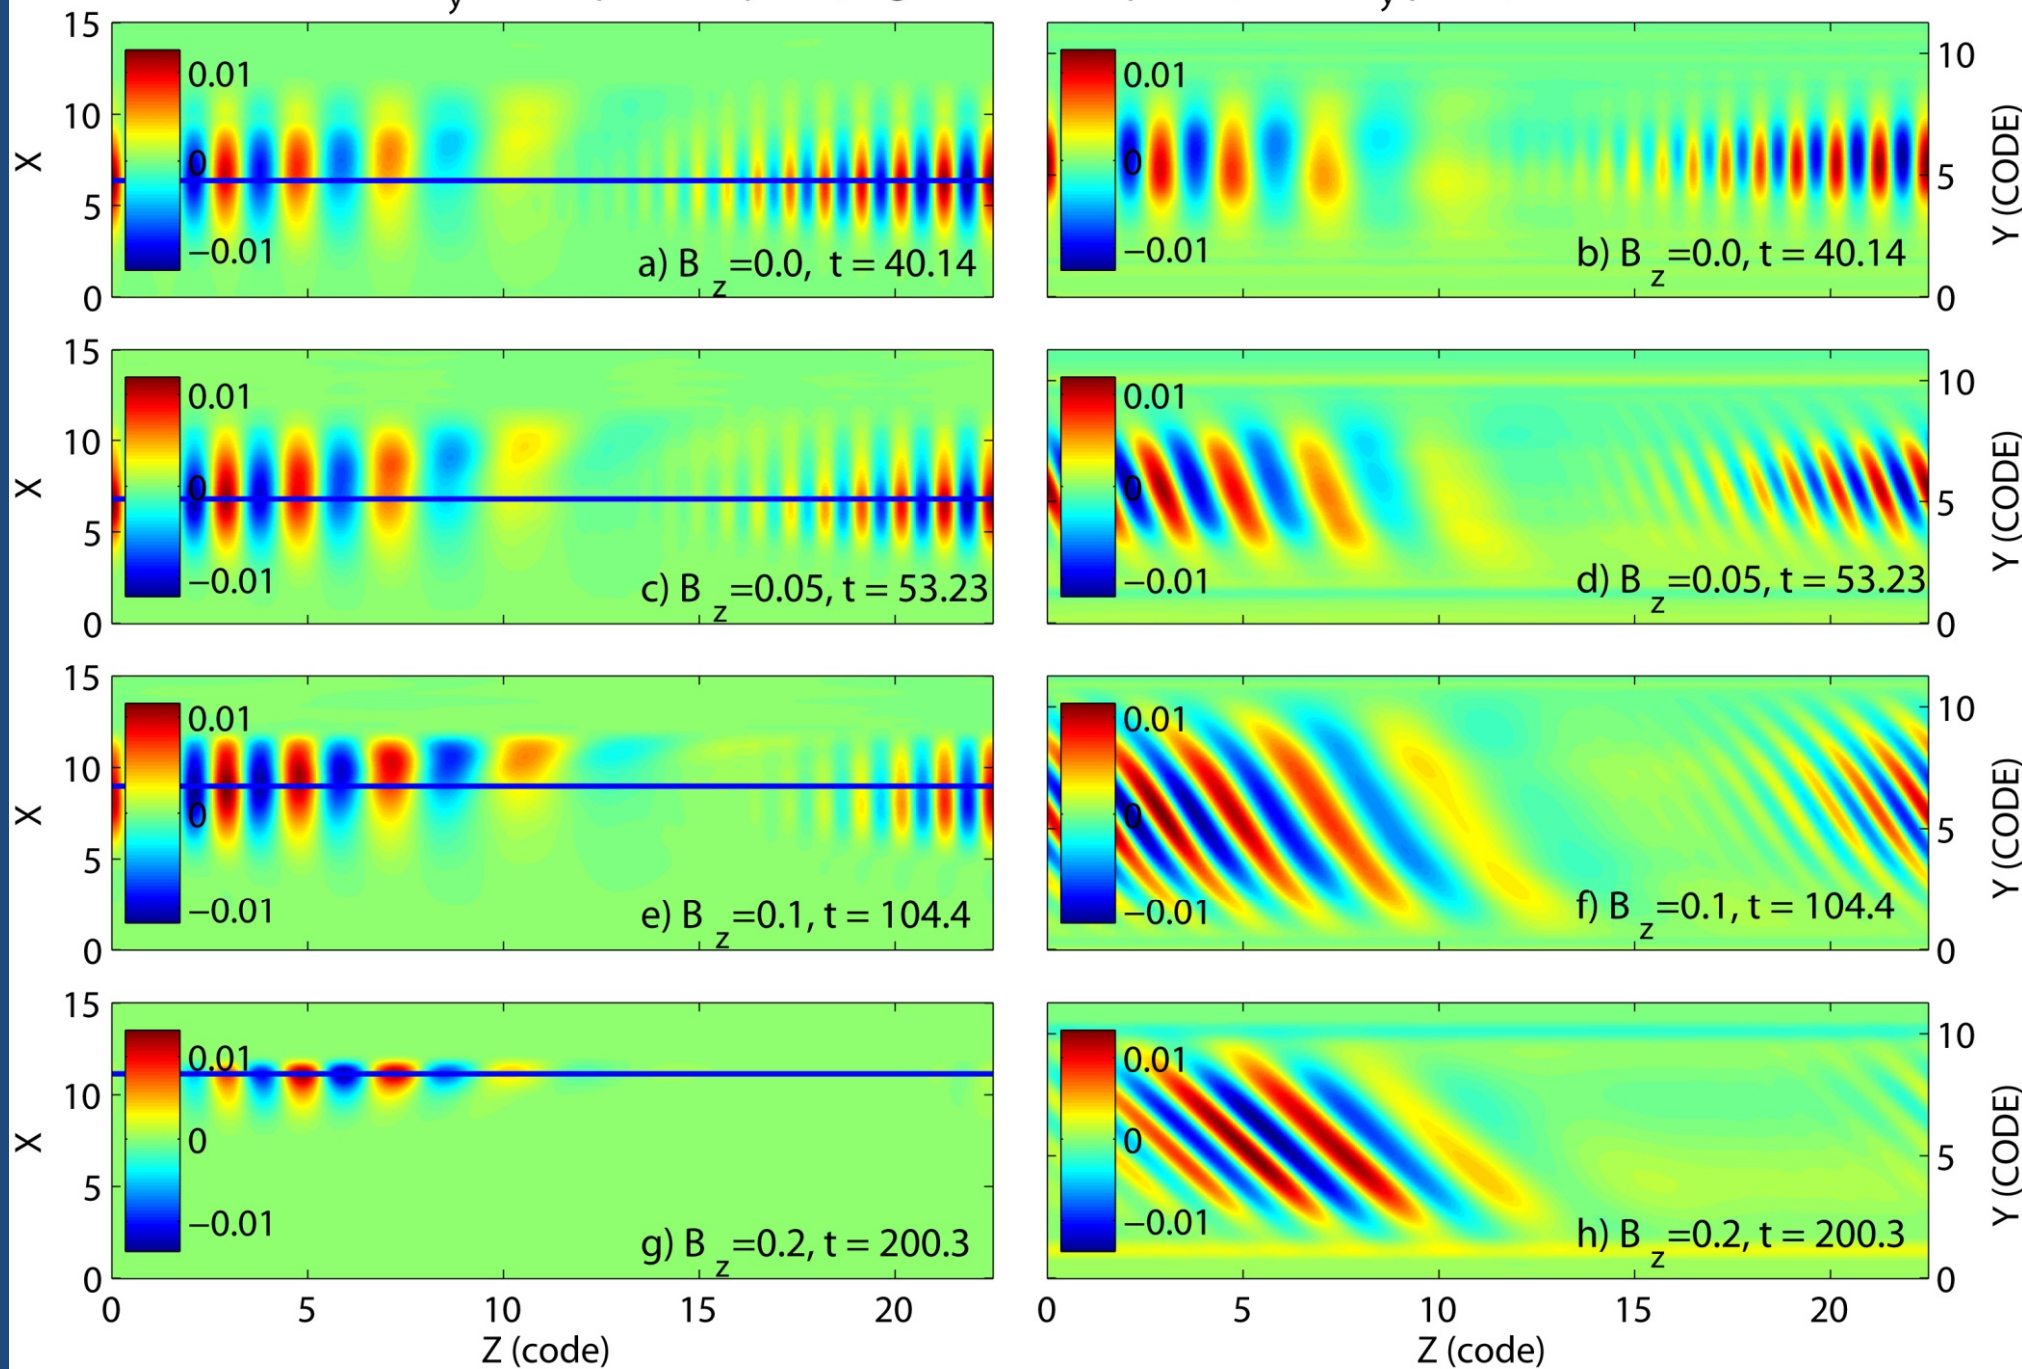 15
10
5
0
X
0.01
0
−0.01
a) B z=0.0, t = 40.14
0.01
0
−0.01
b) B z=0.0, t = 40.14
10
5
0
Y (CODE)
15
10
5
0
X
0.01
0
−0.01
c) B z=0.05, t = 53.23
0.01
0
−0.01
d) B z=0.05, t = 53.23
10
5
0
Y (CODE)
15
10
5
0
X
0.01
0
−0.01
e) B z=0.1, t = 104.4
0.01
0
−0.01
f) B z=0.1, t = 104.4
10
5
0
Y (CODE)
15
10
5
0
X
0.01
0
−0.01
g) B z=0.2, t = 200.3
0.01
0
−0.01
h) B z=0.2, t = 200.3
10
5
0
Y (CODE)
0 5 10 15 20
Z (code)
0 5 10 15 20
Z (code)